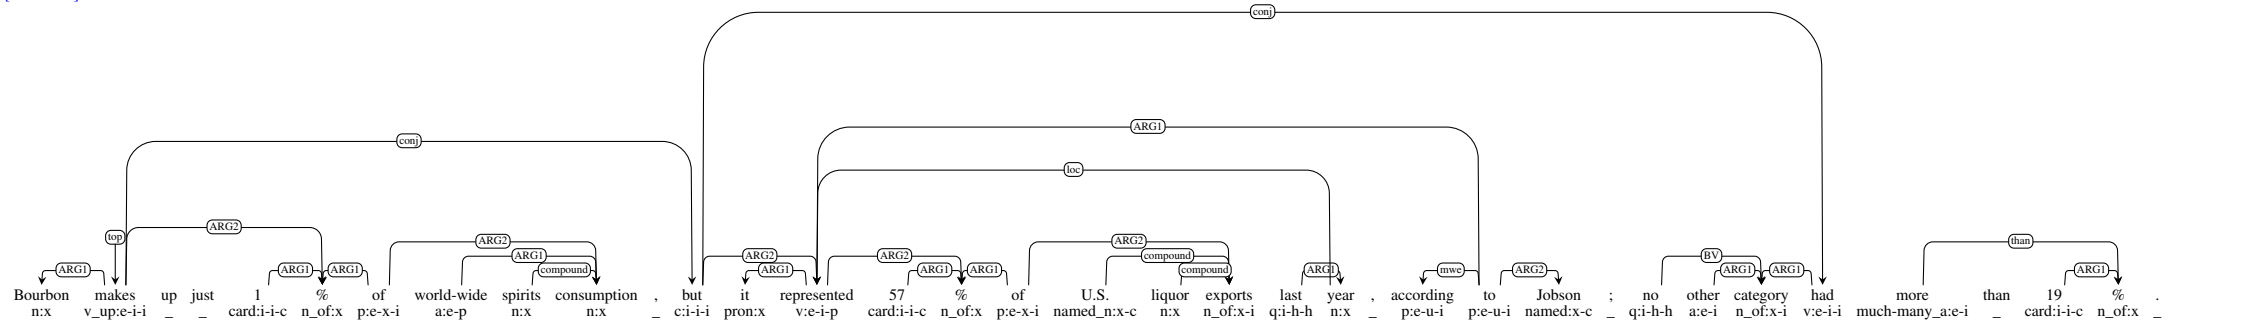 conj
ARG1
conj
loc
ARG2
top
ARG2 ARG2
ARG1 ARG2 ARG2 compound BV than
ARG1 ARG1 ARG1 compound ARG1 ARG1 ARG1 compound ARG1 mwe ARG2 ARG1 ARG1 ARG1
Bourbon makes up just 1 % of world-wide spirits consumption , but it represented 57 % of U.S. liquor exports last year , according to Jobson ; no other category had more than 19 % .
n:x v_up:e-i-i _ _ card:i-i-c n_of:x p:e-x-i a:e-p n:x n:x _ c:i-i-i pron:x v:e-i-p card:i-i-c n_of:x p:e-x-i named_n:x-c n:x n_of:x-i q:i-h-h n:x _ p:e-u-i p:e-u-i named:x-c _ q:i-h-h a:e-i n_of:x-i v:e-i-i much-many_a:e-i _ card:i-i-c n_of:x _